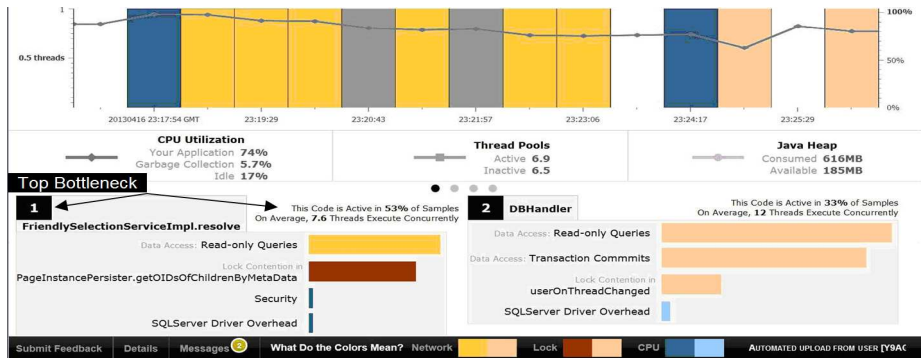 1
100%
0.5 threads
50%
0%
20130416 23:17:54 GMT 23:19:29 23:20:43 23:21:57 23:23:06 23:24:17 23:25:29
CPU Utilization
Your Application 74%
Garbage Collection 5.7%
Idle 17%
Thread Pools
Active 6.9
Inactive 6.5
Java Heap
Consumed 616MB
Available 185MB
Top Bottleneck
1
This Code is Active in 53% of Samples
On Average, 7.6 Threads Execute Concurrently
FriendlySelectionServiceImpl.resolve
Data Access: Read-only Queries
Lock Contention in
PageInstancePersister.getOIDsOfChildrenByMetaData
Security
SQLServer Driver Overhead
2 DBHandler
This Code is Active in 33% of Samples
On Average, 12 Threads Execute Concurrently
Data Access: Read-only Queries
Data Access: Transaction Commmits
Lock Contention in
userOnThreadChanged
SQLServer Driver Overhead
Submit Feedback Details Messages 2 What Do the Colors Mean? Network Lock CPU AUTOMATED UPLOAD FROM USER [Y9AC